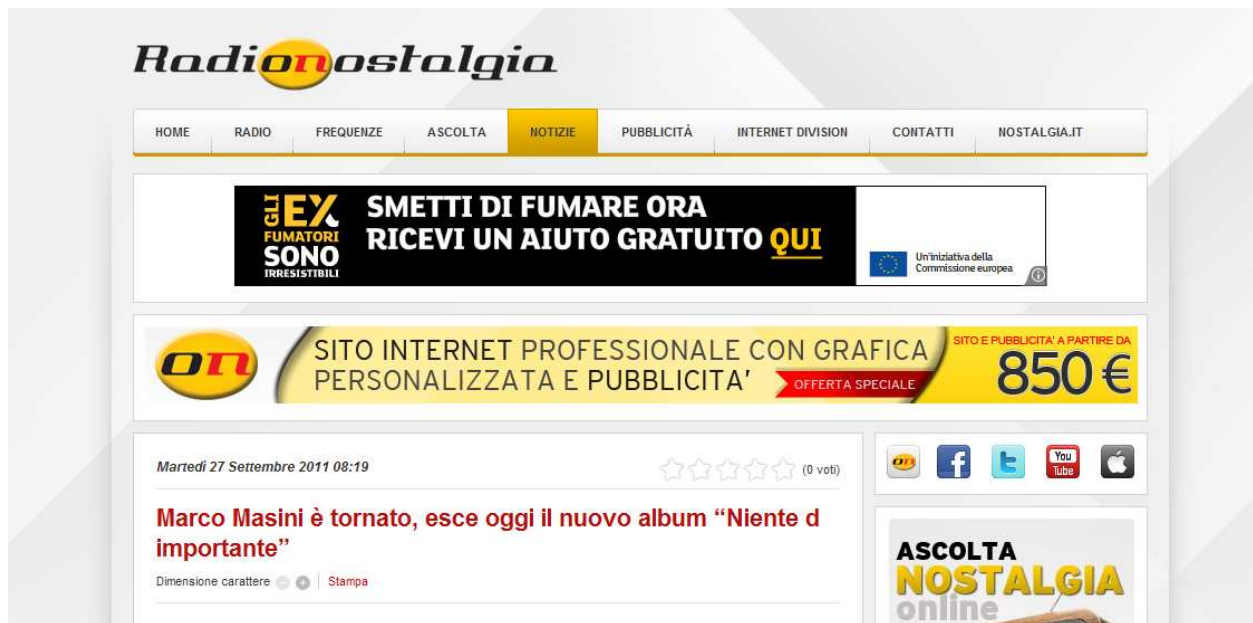 Radionostalgia
HOME RADIO FREQUENZE ASCOLTA NOTIZIE PUBBLICITÀ INTERNET DIVISION CONTATTI NOSTALGIA.IT
GLI EX
FUMATORI
SONO
IRRESISTIBILI
SMETTI DI FUMARE ORA
RICEVI UN AIUTO GRATUITO QUI
Un'iniziativa della
Commissione europea
on
SITO INTERNET PROFESSIONALE CON GRAFICA
PERSONALIZZATA E PUBBLICITA'
OFFERTA SPECIALE
SITO E PUBBLICITA' A PARTIRE DA
850 €
Martedì 27 Settembre 2011 08:19
(0 voti)
Marco Masini è tornato, esce oggi il nuovo album “Niente d
importante”
Dimensione carattere
Stampa
on f t You
Tube
ASCOLTA
NOSTALGIA
online